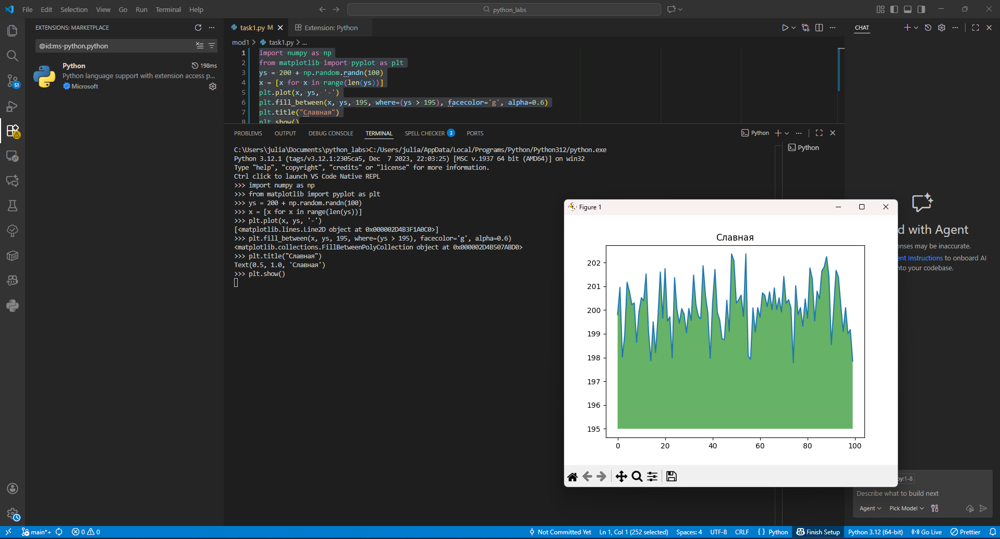 File Edit Selection View Go Run Terminal Help
python_labs
EXTENSIONS: MARKETPLACE
@id:ms-python.python
Python
198ms
Python language support with extension access p...
Microsoft
51
task1.py M
Extension: Python
mod1 > task1.py > ...
1 import numpy as np
2 from matplotlib import pyplot as plt
3 ys = 200 + np.random.randn(100)
4 x = [x for x in range(len(ys))]
5 plt.plot(x, ys, '-')
6 plt.fill_between(x, ys, 195, where=(ys > 195), facecolor='g', alpha=0.6)
7 plt.title("Славная")
8 plt.show()
PROBLEMS OUTPUT DEBUG CONSOLE TERMINAL SPELL CHECKER 3 PORTS
Python
C:\Users\julia\Documents\python_labs>C:/Users/julia/AppData/Local/Programs/Python/Python312/python.exe
Python 3.12.1 (tags/v3.12.1:2305ca5, Dec  7 2023, 22:03:25) [MSC v.1937 64 bit (AMD64)] on win32
Type "help", "copyright", "credits" or "license" for more information.
Ctrl click to launch VS Code Native REPL
>>> import numpy as np
>>> from matplotlib import pyplot as plt
>>> ys = 200 + np.random.randn(100)
>>> x = [x for x in range(len(ys))]
>>> plt.plot(x, ys, '-')
[<matplotlib.lines.Line2D object at 0x000002D4B3F1A0C0>]
>>> plt.fill_between(x, ys, 195, where=(ys > 195), facecolor='g', alpha=0.6)
<matplotlib.collections.FillBetweenPolyCollection object at 0x000002D4B507ABD0>
>>> plt.title("Славная")
Text(0.5, 1.0, 'Славная')
>>> plt.show()
Python
Figure 1
Славная
202
201
200
199
198
197
196
195
0 20 40 60 80 100
CHAT
d with Agent
onses may be inaccurate.
ent Instructions to onboard AI
nto your codebase.
py:1-8
Describe what to build next
Agent Pick Model
main*+ 0 0
Not Committed Yet Ln 1, Col 1 (252 selected) Spaces: 4 UTF-8 CRLF { } Python Finish Setup Python 3.12 (64-bit) Go Live Prettier